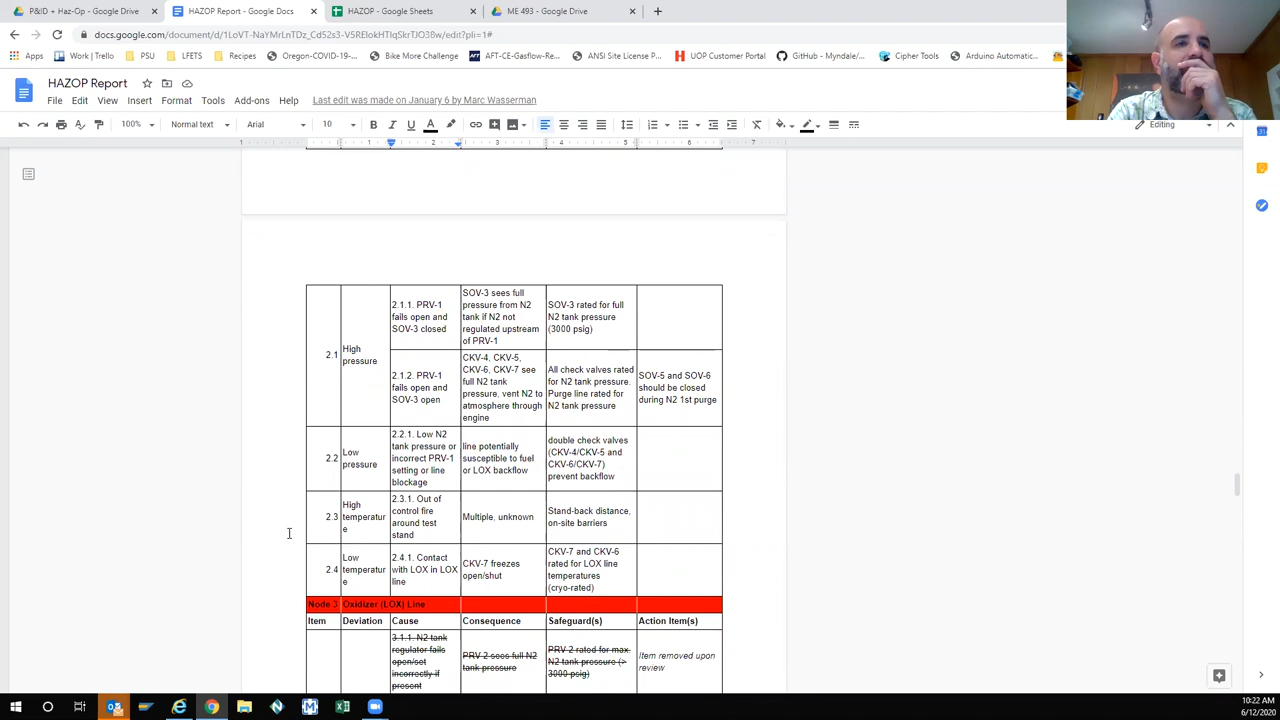 P&ID + Haz-Op - Google Drive
HAZOP Report - Google Docs
HAZOP - Google Sheets
ME 493 - Google Drive
Apps
Work | Trello
PSU
LFETS
Recipes
Oregon-COVID-19-...
Bike More Challenge
AFT-CE-Gasflow-Re...
ANSI Site License P...
UOP Customer Portal
GitHub - Myndale/...
Cipher Tools
Arduino Automatic...
HAZOP Report
File Edit View Insert Format Tools Add-ons Help
Last edit was made on January 6 by Marc Wasserman
100%
Normal text
Arial
10
Editing
1 1 2 3 4 5 6 7
2.1
High
pressure
2.1.1. PRV-1
fails open and
SOV-3 closed
SOV-3 sees full
pressure from N2
tank if N2 not
regulated upstream
of PRV-1
SOV-3 rated for full
N2 tank pressure
(3000 psig)
2.1.2. PRV-1
fails open and
SOV-3 open
CKV-4, CKV-5,
CKV-6, CKV-7 see
full N2 tank
pressure, vent N2 to
atmosphere through
engine
All check valves rated
for N2 tank pressure.
Purge line rated for
N2 tank pressure
SOV-5 and SOV-6
should be closed
during N2 1st purge
2.2
Low
pressure
2.2.1. Low N2
tank pressure or
incorrect PRV-1
setting or line
blockage
line potentially
susceptible to fuel
or LOX backflow
double check valves
(CKV-4/CKV-5 and
CKV-6/CKV-7)
prevent backflow
2.3
High
temperatur
e
2.3.1. Out of
control fire
around test
stand
Multiple, unknown
Stand-back distance,
on-site barriers
2.4
Low
temperatur
e
2.4.1. Contact
with LOX in LOX
line
CKV-7 freezes
open/shut
CKV-7 and CKV-6
rated for LOX line
temperatures
(cryo-rated)
Node 3 Oxidizer (LOX) Line
Item Deviation Cause Consequence Safeguard(s) Action Item(s)
3.1.1. N2 tank
regulator fails
open/set
incorrectly if
present
PRV-2 sees full N2
tank pressure
PRV-2 rated for max.
N2 tank pressure (>
3000 psig)
Item removed upon
review
10:22 AM
6/12/2020